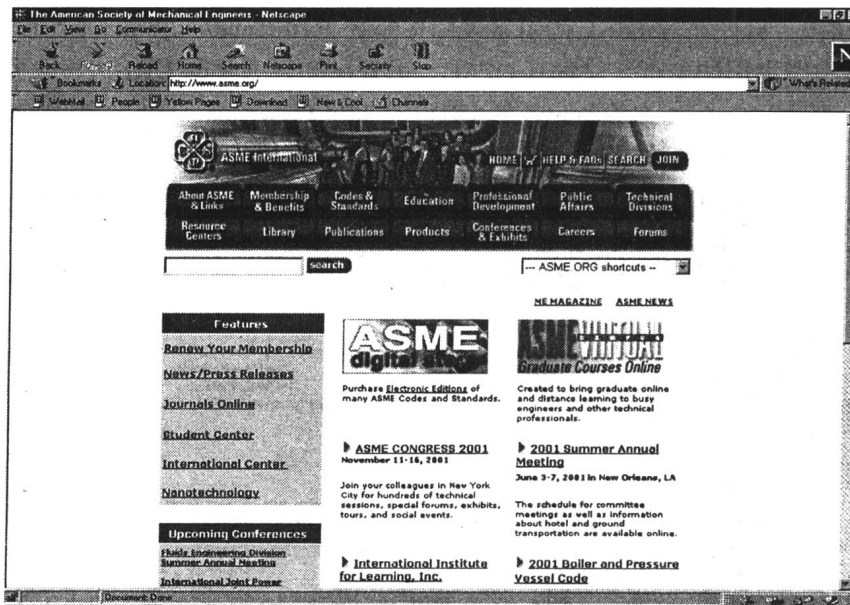 The American Society of Mechanical Engineers - Netscape
File Edit View Go Communicator Help
Back Reload Home Search Netscape Print Security Stop
N
Bookmarks Location: http://www.asme.org/ What's Related
WebMail People Yellow Pages Download New & Cool Channels
ASME International HOME HELP & FAQs SEARCH JOIN
About ASME & Links Membership & Benefits Codes & Standards Education Professional Development Public Affairs Technical Divisions
Resource Centers Library Publications Products Conferences & Exhibits Careers Forums
search --- ASME.ORG shortcuts --
ME MAGAZINE ASME NEWS
Features
Renew Your Membership
News/Press Releases
Journals Online
Student Center
International Center
Nanotechnology
Upcoming Conferences
Fluids Engineering Division
Summer Annual Meeting
International Joint Power
ASME
digital store
Purchase Electronic Editions of
many ASME Codes and Standards.
ASME CONGRESS 2001
November 11-16, 2001
Join your colleagues in New York
City for hundreds of technical
sessions, special forums, exhibits,
tours, and social events.
International Institute
for Learning, Inc.
ASME VIRTUAL
CAMPUS
Graduate Courses Online
Created to bring graduate online
and distance learning to busy
engineers and other technical
professionals.
2001 Summer Annual
Meeting
June 3-7, 2001 in New Orleans, LA
The schedule for committee
meetings as well as information
about hotel and ground
transportation are available online.
2001 Boiler and Pressure
Vessel Code
Document: Done